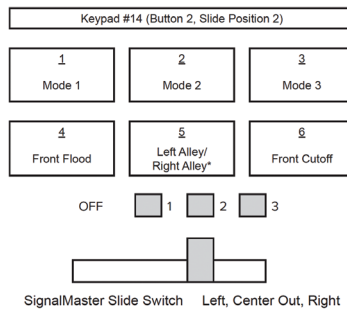 Keypad #14 (Button 2, Slide Position 2)
1 2 3
Mode 1 Mode 2 Mode 3
4 5 6
Front Flood Left Alley/ Front Cutoff
Right Alley*
OFF 1 2 3
SignalMaster Slide Switch Left, Center Out, Right